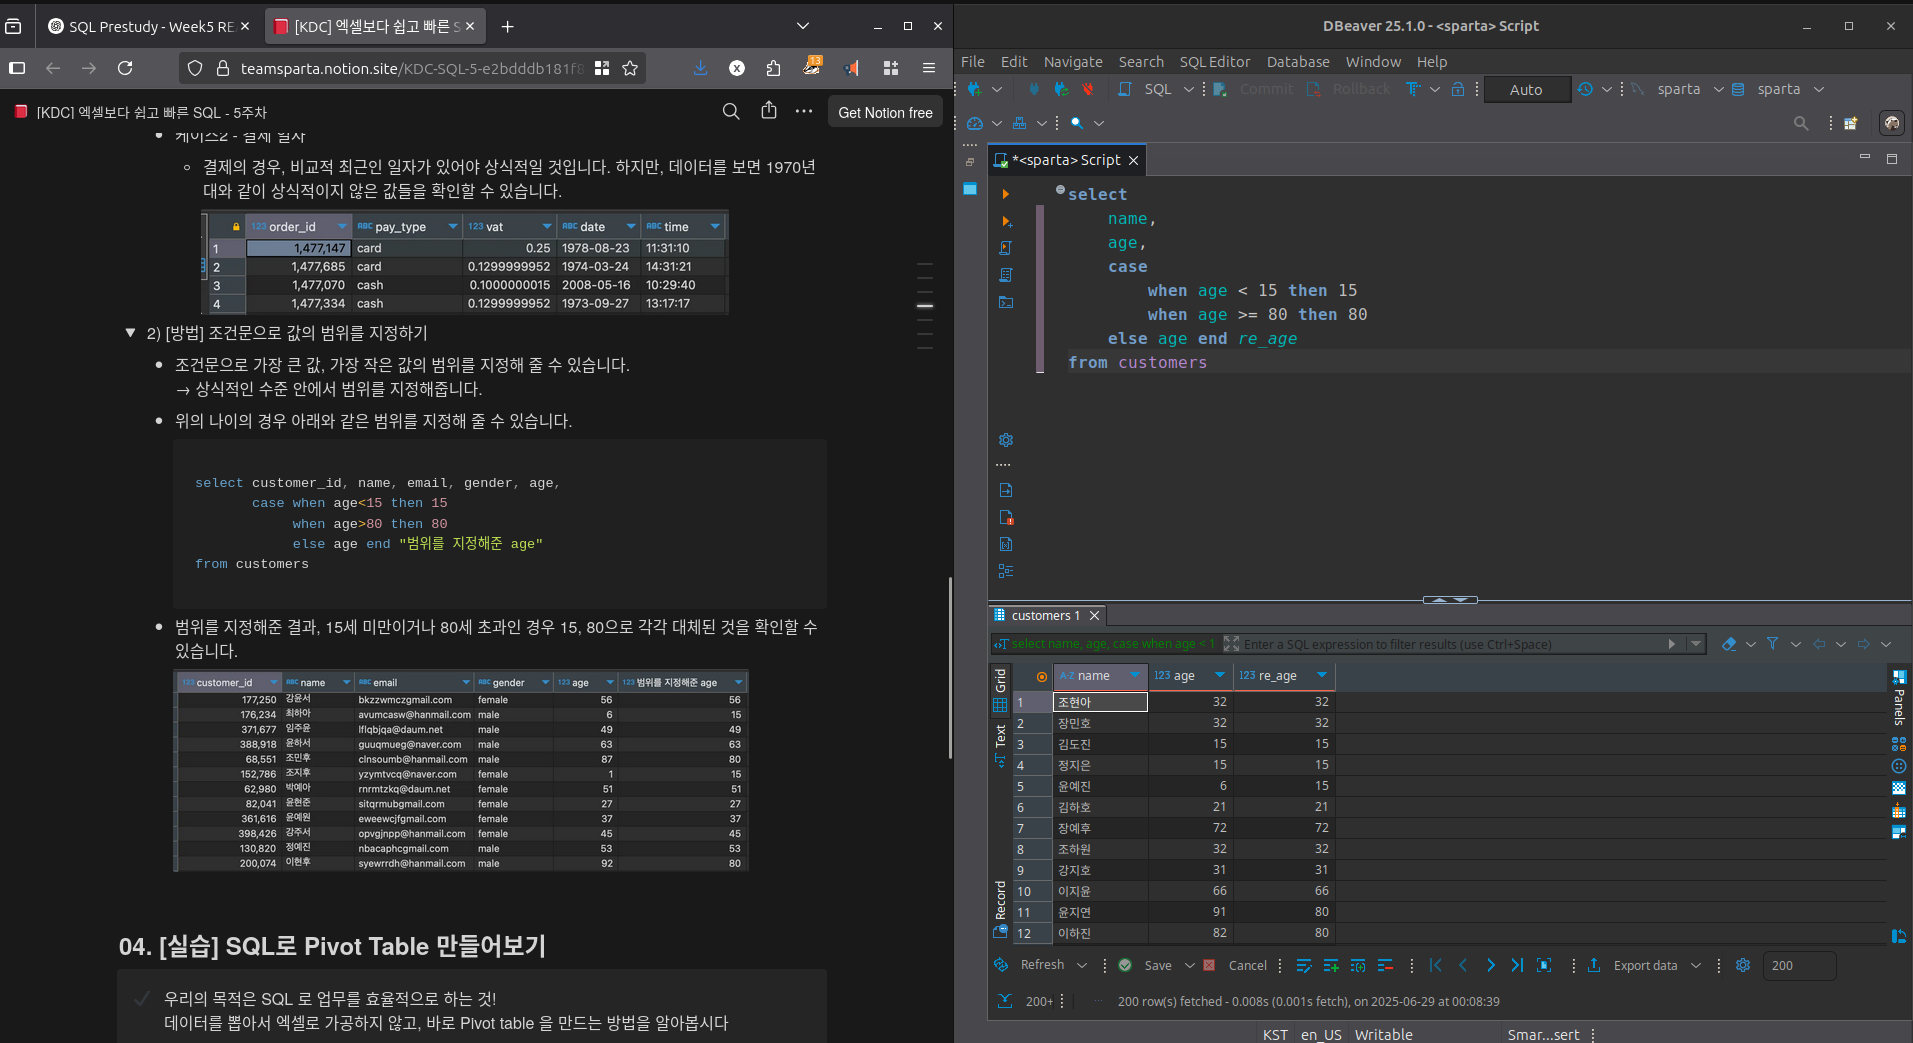 SQL Prestudy - Week5 RE
[KDC] 엑셀보다 쉽고 빠른 S
teamsparta.notion.site/KDC-SQL-5-e2bdddb181f8
13
[KDC] 엑셀보다 쉽고 빠른 SQL - 5주차
Get Notion free
케이스2 - 결제 일자
결제의 경우, 비교적 최근인 일자가 있어야 상식적일 것입니다. 하지만, 데이터를 보면 1970년
대와 같이 상식적이지 않은 값들을 확인할 수 있습니다.
123 order_id ABC pay_type 123 vat ABC date ABC time
1 1,477,147 card 0.25 1978-08-23 11:31:10
2 1,477,685 card 0.1299999952 1974-03-24 14:31:21
3 1,477,070 cash 0.1000000015 2008-05-16 10:29:40
4 1,477,334 cash 0.1299999952 1973-09-27 13:17:17
2) [방법] 조건문으로 값의 범위를 지정하기
조건문으로 가장 큰 값, 가장 작은 값의 범위를 지정해 줄 수 있습니다.
→ 상식적인 수준 안에서 범위를 지정해줍니다.
위의 나이의 경우 아래와 같은 범위를 지정해 줄 수 있습니다.
select customer_id, name, email, gender, age,
case when age<15 then 15
when age>80 then 80
else age end "범위를 지정해준 age"
from customers
범위를 지정해준 결과, 15세 미만이거나 80세 초과인 경우 15, 80으로 각각 대체된 것을 확인할 수
있습니다.
customer_id ABC name ABC email ABC gender 123 age 123 범위를 지정해준 age
177,250 강윤서 bkzzwmczgmail.com female 56 56
176,234 최하아 avumcasw@hanmail.com male 6 15
371,677 임주윤 lflqbjqa@daum.net male 49 49
388,918 윤하서 guuqmueg@naver.com male 63 63
68,551 조민후 clnsoumb@hanmail.com male 87 80
152,786 조지후 yzymtvcq@naver.com female 1 15
62,980 박예아 rnrmtzkq@daum.net female 51 51
82,041 윤현준 sitqrmubgmail.com female 27 27
361,616 윤예원 eweewcjfgmail.com female 37 37
398,426 강주서 opvgjnpp@hanmail.com female 45 45
130,820 정예진 nbacaphcgmail.com male 53 53
200,074 이현후 syewrrdh@hanmail.com male 92 80
04. [실습] SQL로 Pivot Table 만들어보기
우리의 목적은 SQL 로 업무를 효율적으로 하는 것!
데이터를 뽑아서 엑셀로 가공하지 않고, 바로 Pivot table 을 만드는 방법을 알아봅시다
DBeaver 25.1.0 - <sparta> Script
File Edit Navigate Search SQL Editor Database Window Help
SQL Commit Rollback Auto sparta sparta
*<sparta> Script
select
name,
age,
case
when age < 15 then 15
when age >= 80 then 80
else age end re_age
from customers
customers 1
select name, age, case when age < 1 Enter a SQL expression to filter results (use Ctrl+Space)
Grid
Text
Record
Panels
A-Z name 123 age 123 re_age
1 조현아 32 32
2 장민호 32 32
3 김도진 15 15
4 정지은 15 15
5 윤예진 6 15
6 김하호 21 21
7 장예후 72 72
8 조하원 32 32
9 강지호 31 31
10 이지윤 66 66
11 윤지연 91 80
12 이하진 82 80
Refresh Save Cancel Export data 200
200+ 200 row(s) fetched - 0.008s (0.001s fetch), on 2025-06-29 at 00:08:39
KST en_US Writable Smar...sert